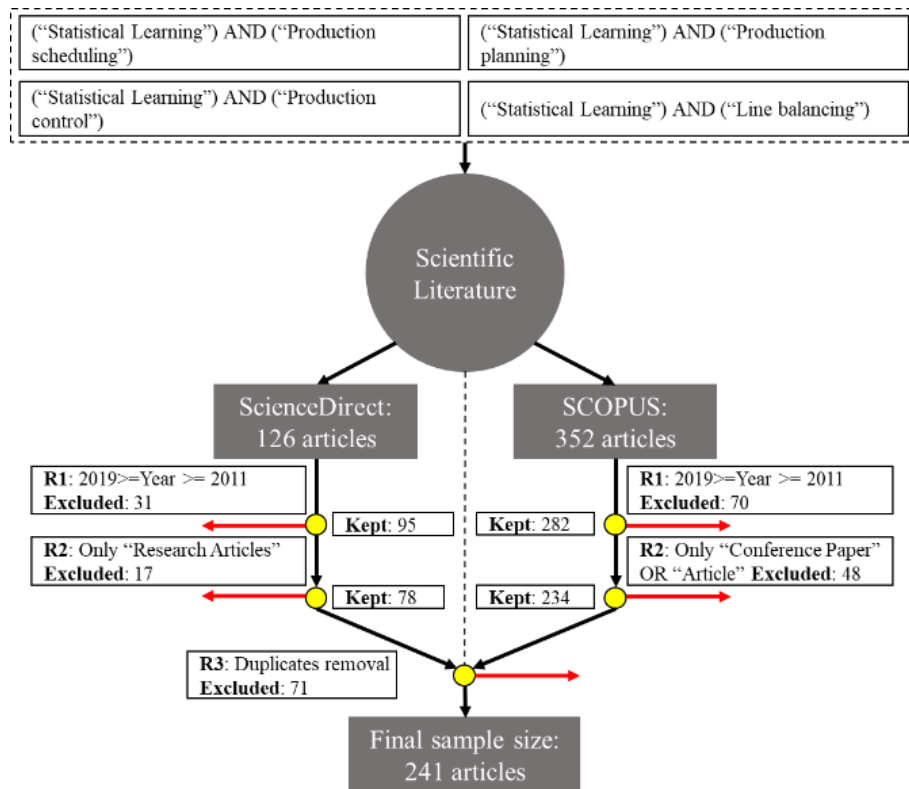 (“Statistical Learning”) AND (“Production
scheduling”)
(“Statistical Learning”) AND (“Production
planning”)
(“Statistical Learning”) AND (“Production
control”)
(“Statistical Learning”) AND (“Line balancing”)
Scientific
Literature
ScienceDirect:
126 articles
SCOPUS:
352 articles
R1: 2019>=Year >= 2011
Excluded: 31
R1: 2019>=Year >= 2011
Excluded: 70
Kept: 95
Kept: 282
R2: Only “Research Articles”
Excluded: 17
R2: Only “Conference Paper”
OR “Article” Excluded: 48
Kept: 78
Kept: 234
R3: Duplicates removal
Excluded: 71
Final sample size:
241 articles